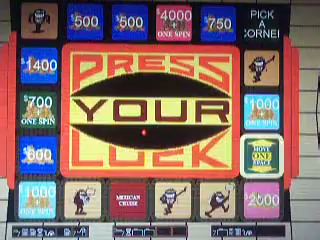 500
500
$4000
+
ONE SPIN
750
PICK
A
CORNER
$1400
PRESS
YOUR
LUCK
$700
+
ONE SPIN
$1000
+
ONE SPIN
MOVE
ONE
SPACE
$1000
+
ONE SPIN
MEXICAN
CRUISE
2000